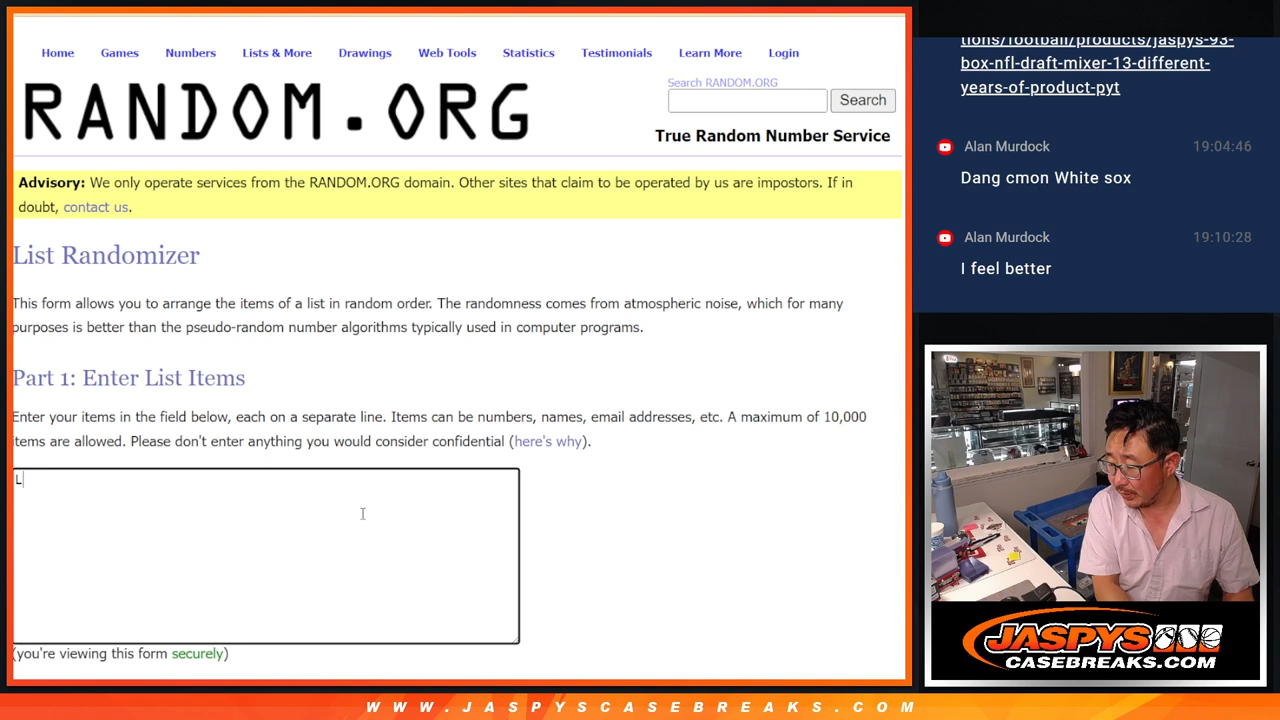 Home Games Numbers Lists & More Drawings Web Tools Statistics Testimonials Learn More Login
RANDOM.ORG
Search RANDOM.ORG
Search
True Random Number Service
Advisory: We only operate services from the RANDOM.ORG domain. Other sites that claim to be operated by us are impostors. If in
doubt, contact us.
List Randomizer
This form allows you to arrange the items of a list in random order. The randomness comes from atmospheric noise, which for many
purposes is better than the pseudo-random number algorithms typically used in computer programs.
Part 1: Enter List Items
Enter your items in the field below, each on a separate line. Items can be numbers, names, email addresses, etc. A maximum of 10,000
items are allowed. Please don't enter anything you would consider confidential (here's why).
L
(you're viewing this form securely)
tions/football/products/jaspys-93-
box-nfl-draft-mixer-13-different-
years-of-product-pyt
Alan Murdock 19:04:46
Dang cmon White sox
Alan Murdock 19:10:28
I feel better
JASPYS
CASEBREAKS.COM
WWW.JASPYSCASEBREAKS.COM